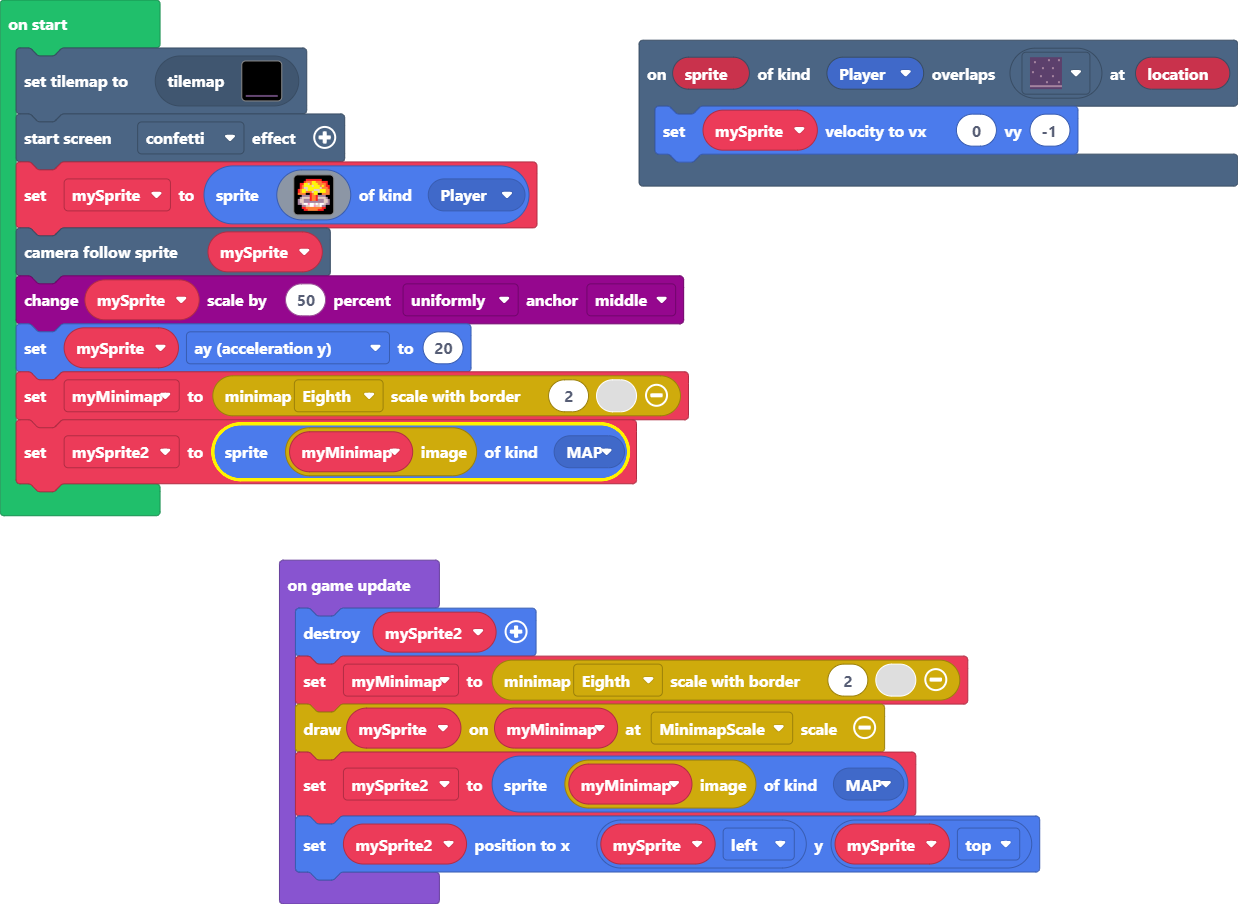 on start
set tilemap to tilemap
start screen confetti effect
set mySprite to sprite of kind Player
camera follow sprite mySprite
change mySprite scale by 50 percent uniformly anchor middle
set mySprite ay (acceleration y) to 20
set myMinimap to minimap Eighth scale with border 2
set mySprite2 to sprite myMinimap image of kind MAP
on sprite of kind Player overlaps at location
set mySprite velocity to vx 0 vy -1
on game update
destroy mySprite2
set myMinimap to minimap Eighth scale with border 2
draw mySprite on myMinimap at MinimapScale scale
set mySprite2 to sprite myMinimap image of kind MAP
set mySprite2 position to x mySprite left y mySprite top